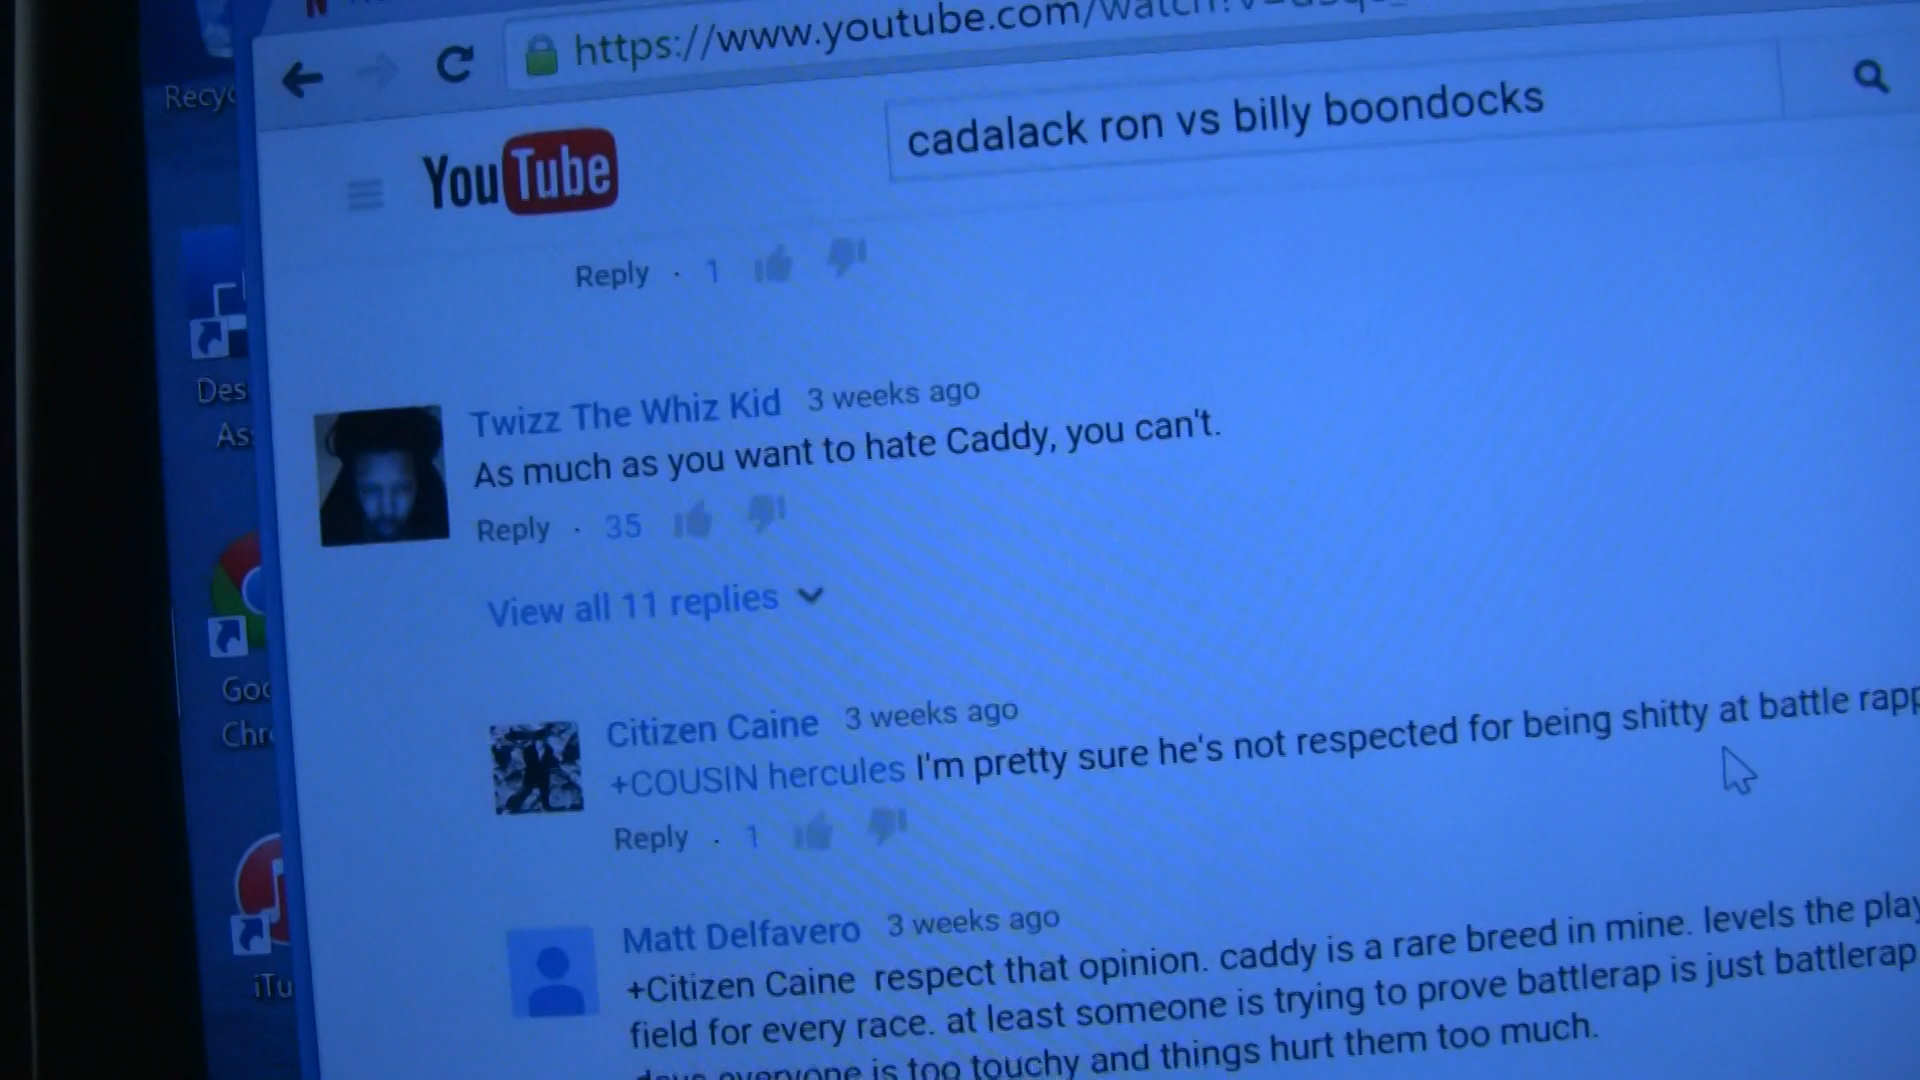 https://www.youtube.com/watch?v=
Recyc
YouTube
cadalack ron vs billy boondocks
Reply · 1
Des
As
Twizz The Whiz Kid 3 weeks ago
As much as you want to hate Caddy, you can't.
Reply · 35
View all 11 replies
Goo
Chr
Citizen Caine 3 weeks ago
+COUSIN hercules I'm pretty sure he's not respected for being shitty at battle rapp
Reply · 1
iTu
Matt Delfavero 3 weeks ago
+Citizen Caine respect that opinion. caddy is a rare breed in mine. levels the play
field for every race. at least someone is trying to prove battlerap is just battlerap
everyone is too touchy and things hurt them too much.